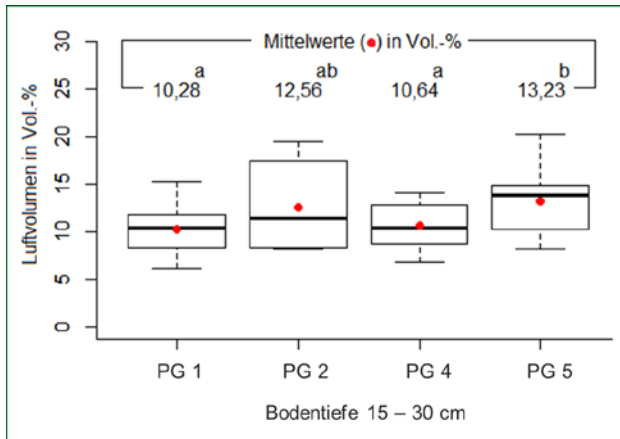 Mittelwerte (●) in Vol.-%
a ab a b
10,28 12,56 10,64 13,23
Luftvolumen in Vol.-%
30
25
20
15
10
5
0
PG 1 PG 2 PG 4 PG 5
Bodentiefe 15 – 30 cm